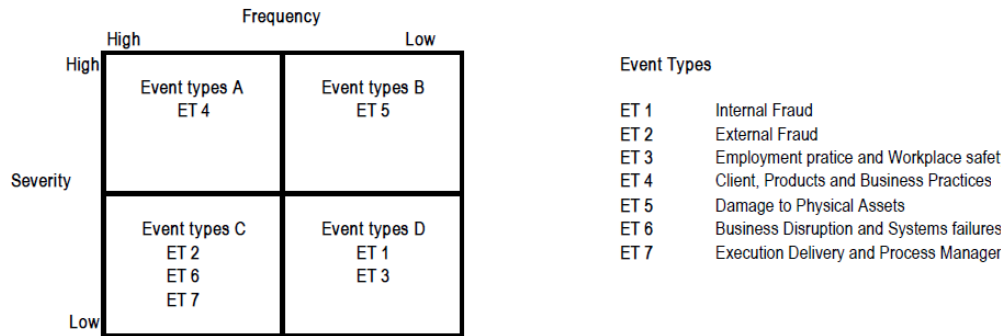 Frequency
High Low
High
Event types A Event types B
ET 4 ET 5
Severity
Event types C Event types D
ET 2 ET 1
ET 6 ET 3
ET 7
Low
Event Types
ET 1 Internal Fraud
ET 2 External Fraud
ET 3 Employment pratice and Workplace safet
ET 4 Client, Products and Business Practices
ET 5 Damage to Physical Assets
ET 6 Business Disruption and Systems failures
ET 7 Execution Delivery and Process Manager